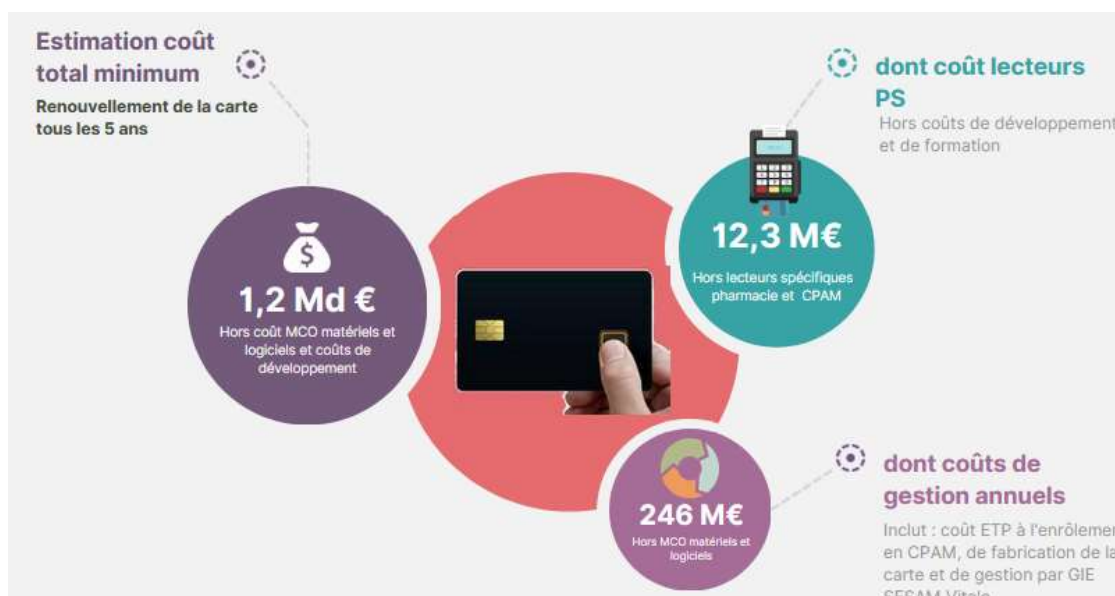 Estimation coût
total minimum
Renouvellement de la carte
tous les 5 ans
1,2 Md €
Hors coût MCO matériels et
logiciels et coûts de
développement
dont coût lecteurs
PS
Hors coûts de développement
et de formation
12,3 M€
Hors lecteurs spécifiques
pharmacie et CPAM
246 M€
Hors MCO matériels et
logiciels
dont coûts de
gestion annuels
Inclut : coût ETP à l'enrôlemen
en CPAM, de fabrication de la
carte et de gestion par GIE
SESAM Vitale